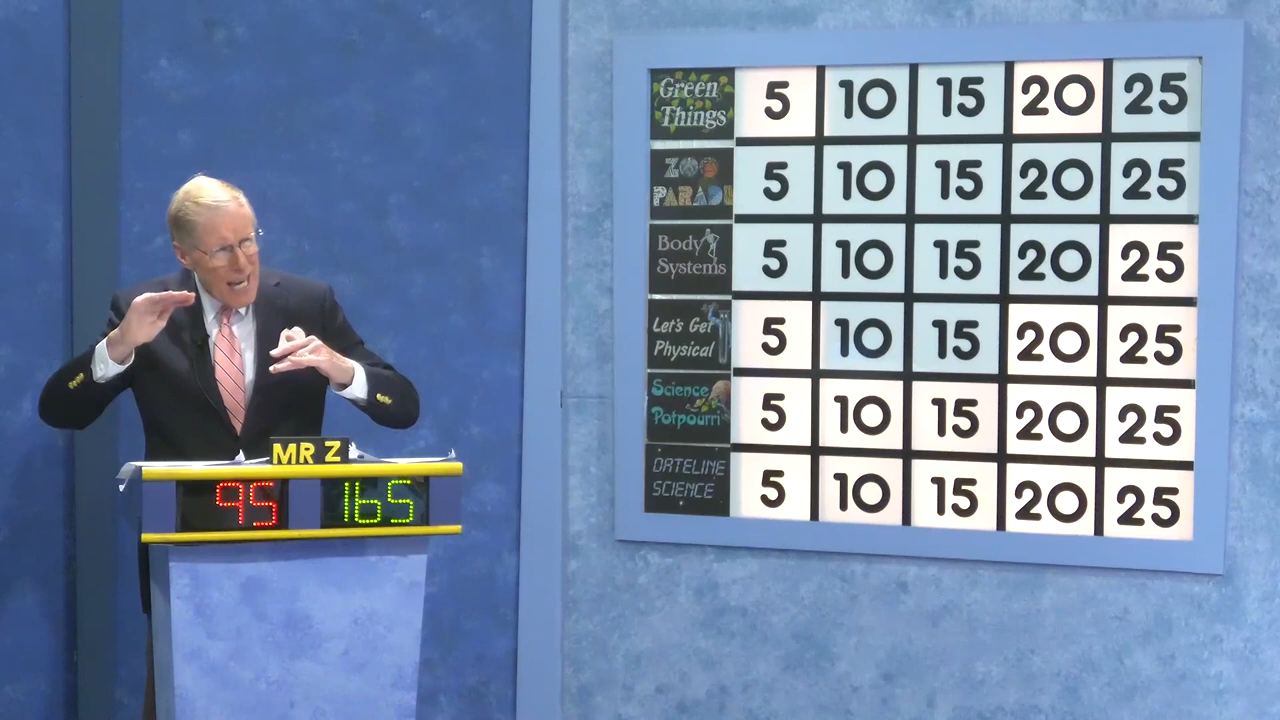 Green Things 5 10 15 20 25
ZOO PARADE 5 10 15 20 25
Body Systems 5 10 15 20 25
Let's Get Physical 5 10 15 20 25
Science Potpourri 5 10 15 20 25
DATELINE SCIENCE 5 10 15 20 25
MR Z
95 165